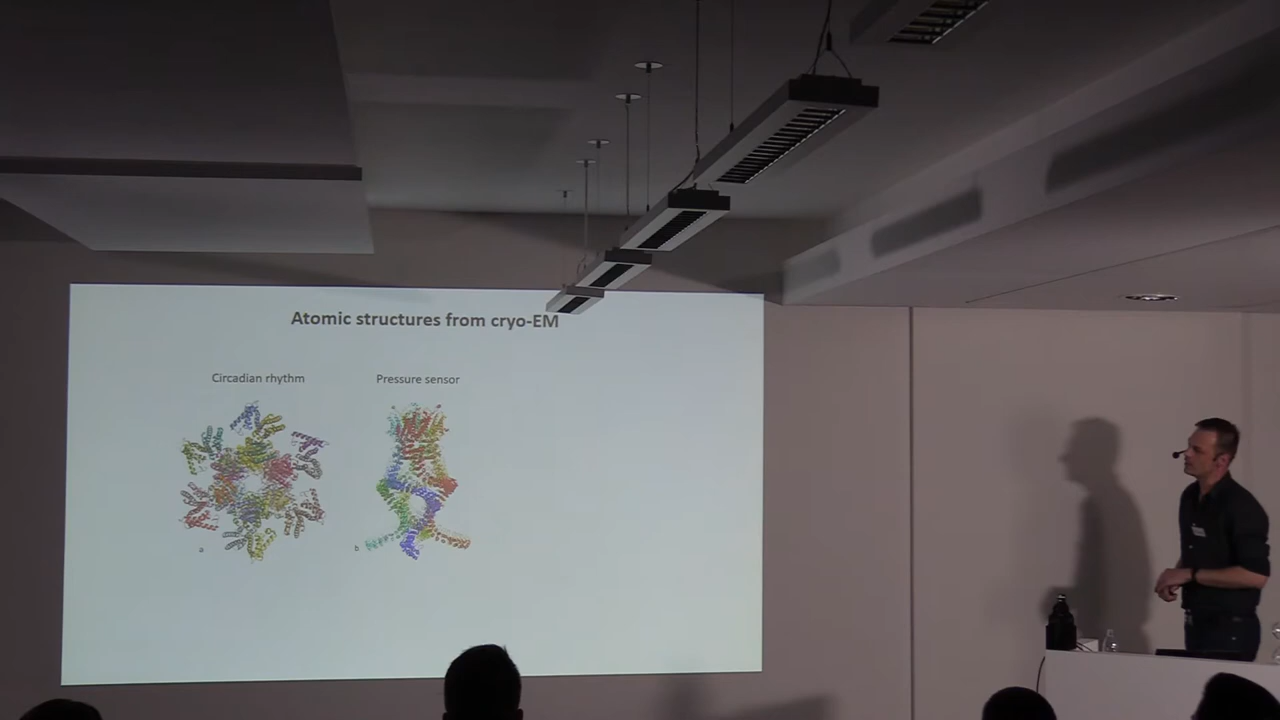 Atomic structures from cryo-EM
Circadian rhythm
Pressure sensor
a
b